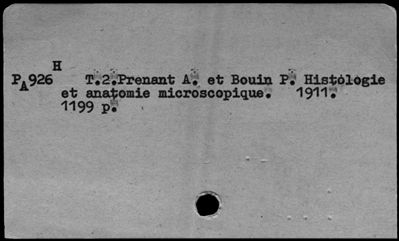 H
PA926 T.2.Prenant A. et Bouin P. Histologie
et anatomie microscopique. 1911.
1199 p.